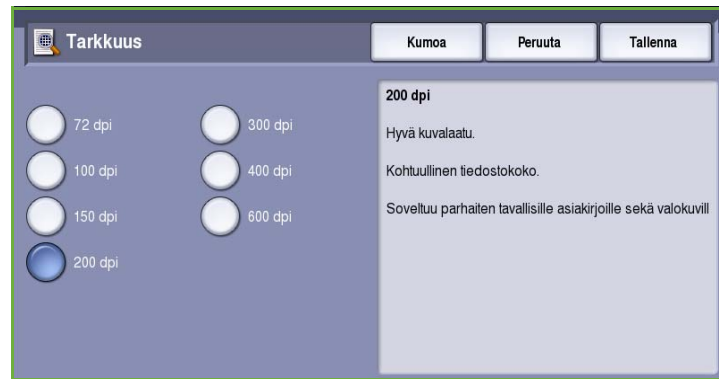 Tarkkuus
Kumoa
Peruuta
Tallenna
72 dpi
100 dpi
150 dpi
200 dpi
300 dpi
400 dpi
600 dpi
200 dpi
Hyvä kuvalaatu.
Kohtuullinen tiedostokoko.
Soveltuu parhaiten tavallisille asiakirjoille sekä valokuvill